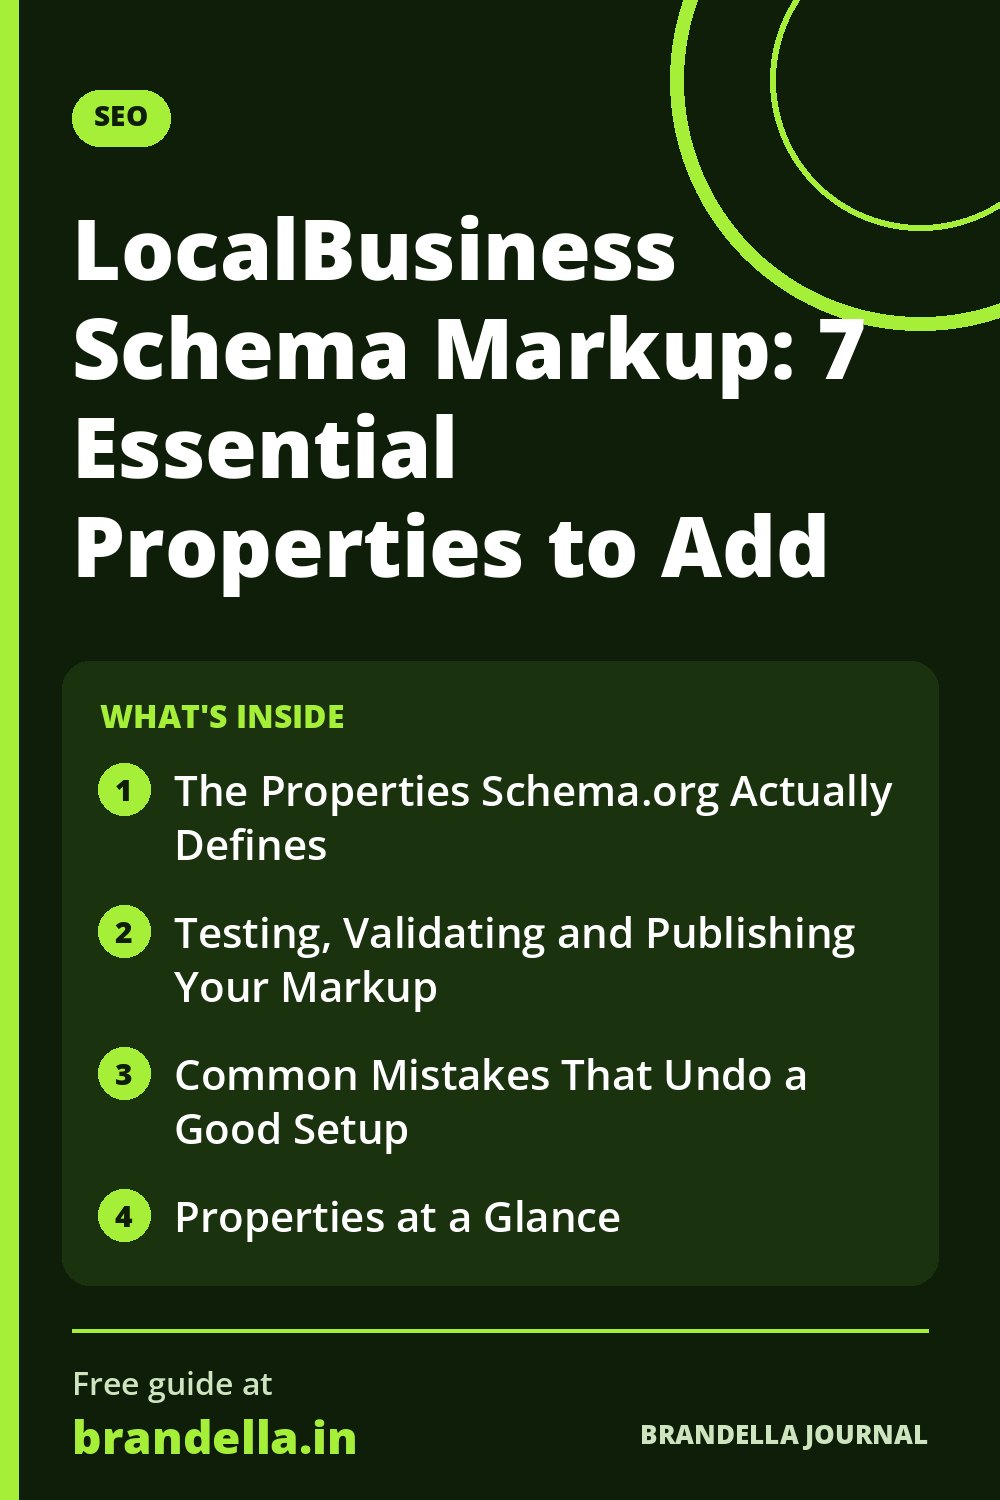 SEO
LocalBusiness
Schema Markup: 7
Essential
Properties to Add
WHAT'S INSIDE
1 The Properties Schema.org Actually
Defines
2 Testing, Validating and Publishing
Your Markup
3 Common Mistakes That Undo a
Good Setup
4 Properties at a Glance
Free guide at
brandella.in
BRANDELLA JOURNAL